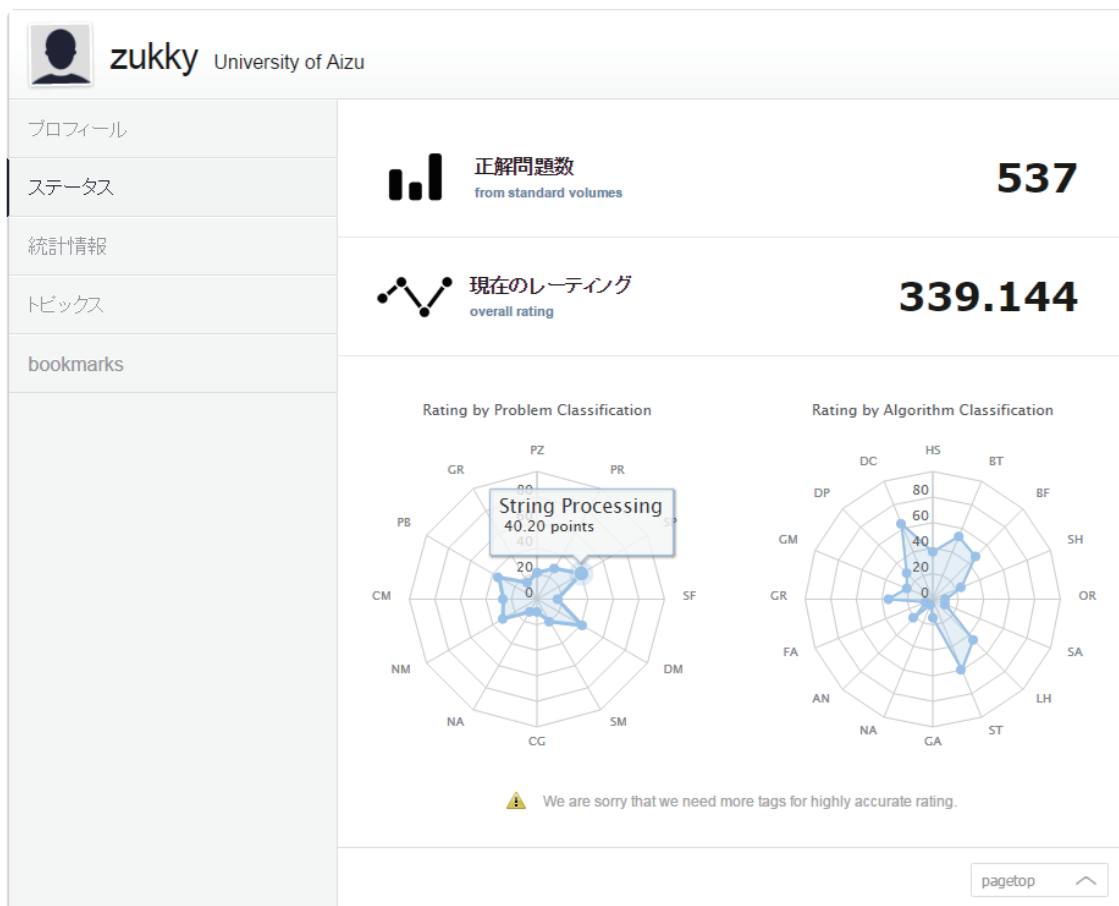 zukky University of Aizu
プロフィール
ステータス
統計情報
トピックス
bookmarks
正解問題数
from standard volumes
537
現在のレーティング
overall rating
339.144
Rating by Problem Classification
PZ
PR
SP
SF
DM
SM
CG
NA
NM
CM
PB
GR
80
40
20
0
String Processing
40.20 points
Rating by Algorithm Classification
HS
BT
BF
SH
OR
SA
LH
ST
GA
NA
AN
FA
GR
GM
DP
DC
80
60
40
20
0
We are sorry that we need more tags for highly accurate rating.
pagetop